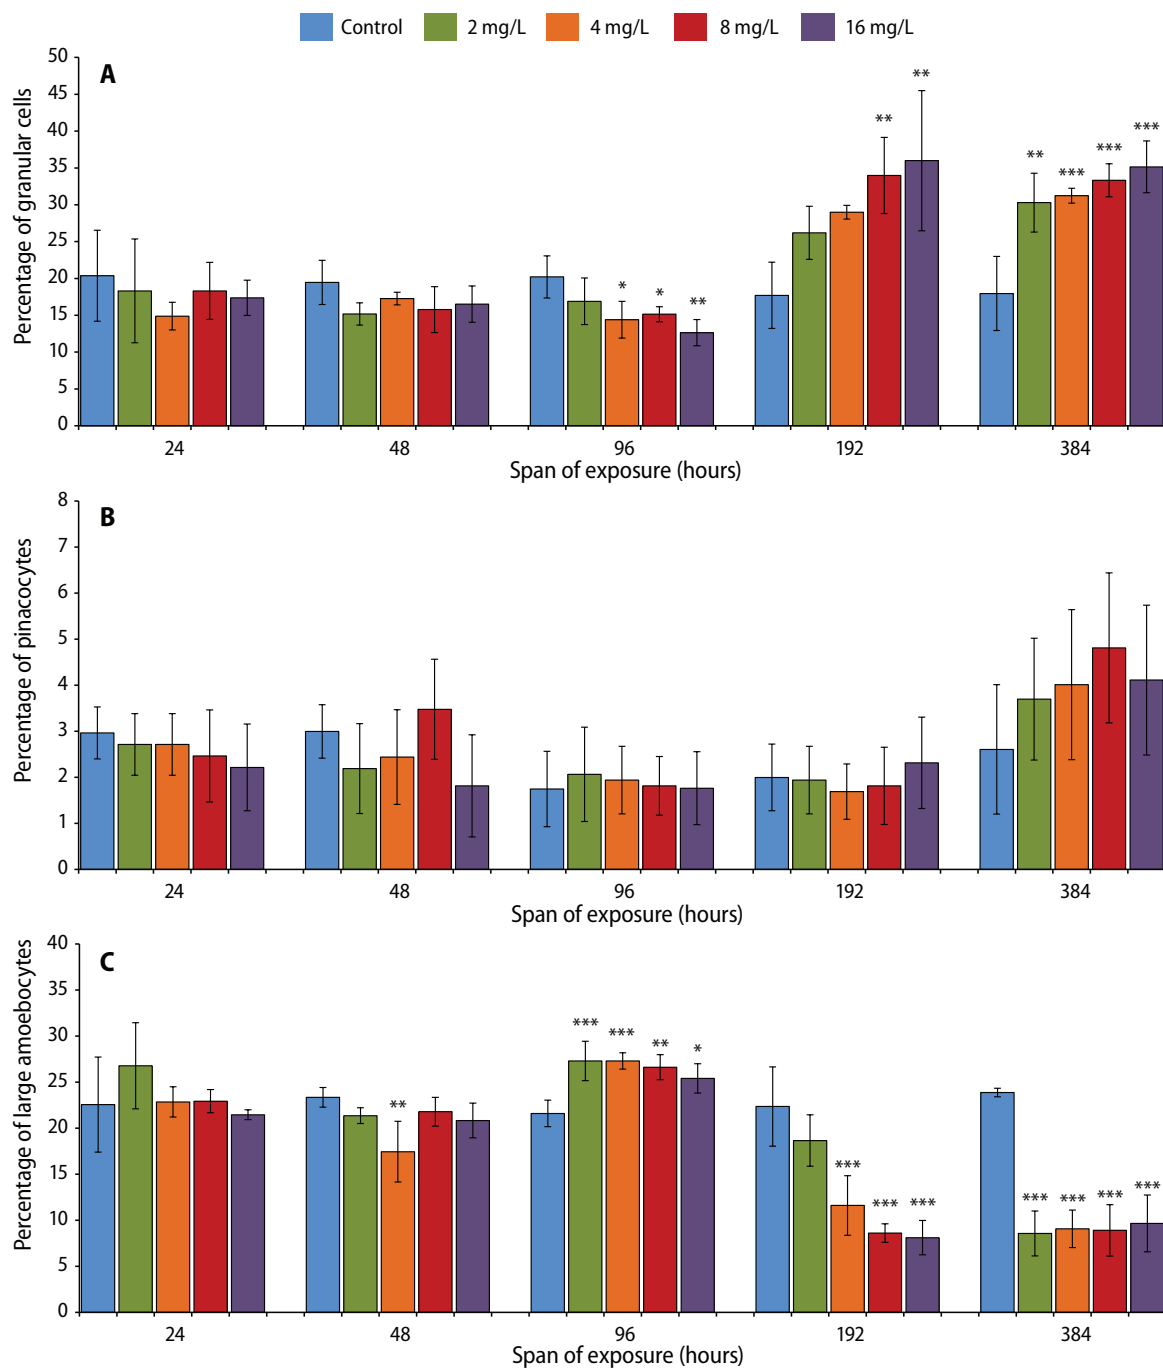 Control 2 mg/L 4 mg/L 8 mg/L 16 mg/L
A
Percentage of granular cells
50
45
40
35
30
25
20
15
10
5
0
** **
** *** *** ***
* * **
24 48 96 192 384
Span of exposure (hours)
B
Percentage of pinacocytes
8
7
6
5
4
3
2
1
0
24 48 96 192 384
Span of exposure (hours)
C
Percentage of large amoebocytes
40
35
30
25
20
15
10
5
0
**
*** *** ** *
*** *** ***
*** *** *** ***
24 48 96 192 384
Span of exposure (hours)